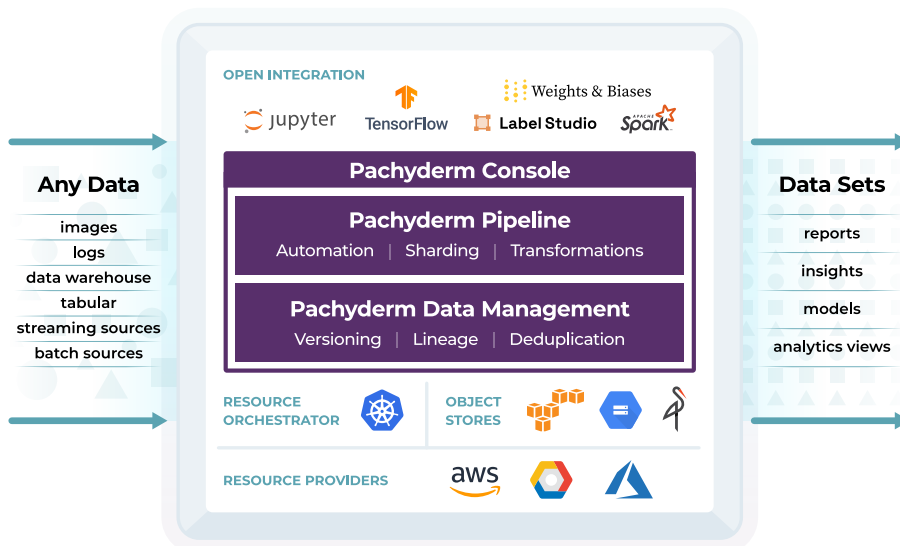 OPEN INTEGRATION
Weights & Biases
jupyter
TensorFlow
Label Studio
APACHE
Spark
Any Data
images
logs
data warehouse
tabular
streaming sources
batch sources
Pachyderm Console
Pachyderm Pipeline
Automation | Sharding | Transformations
Pachyderm Data Management
Versioning | Lineage | Deduplication
RESOURCE
ORCHESTRATOR
OBJECT
STORES
RESOURCE PROVIDERS
aws
Data Sets
reports
insights
models
analytics views